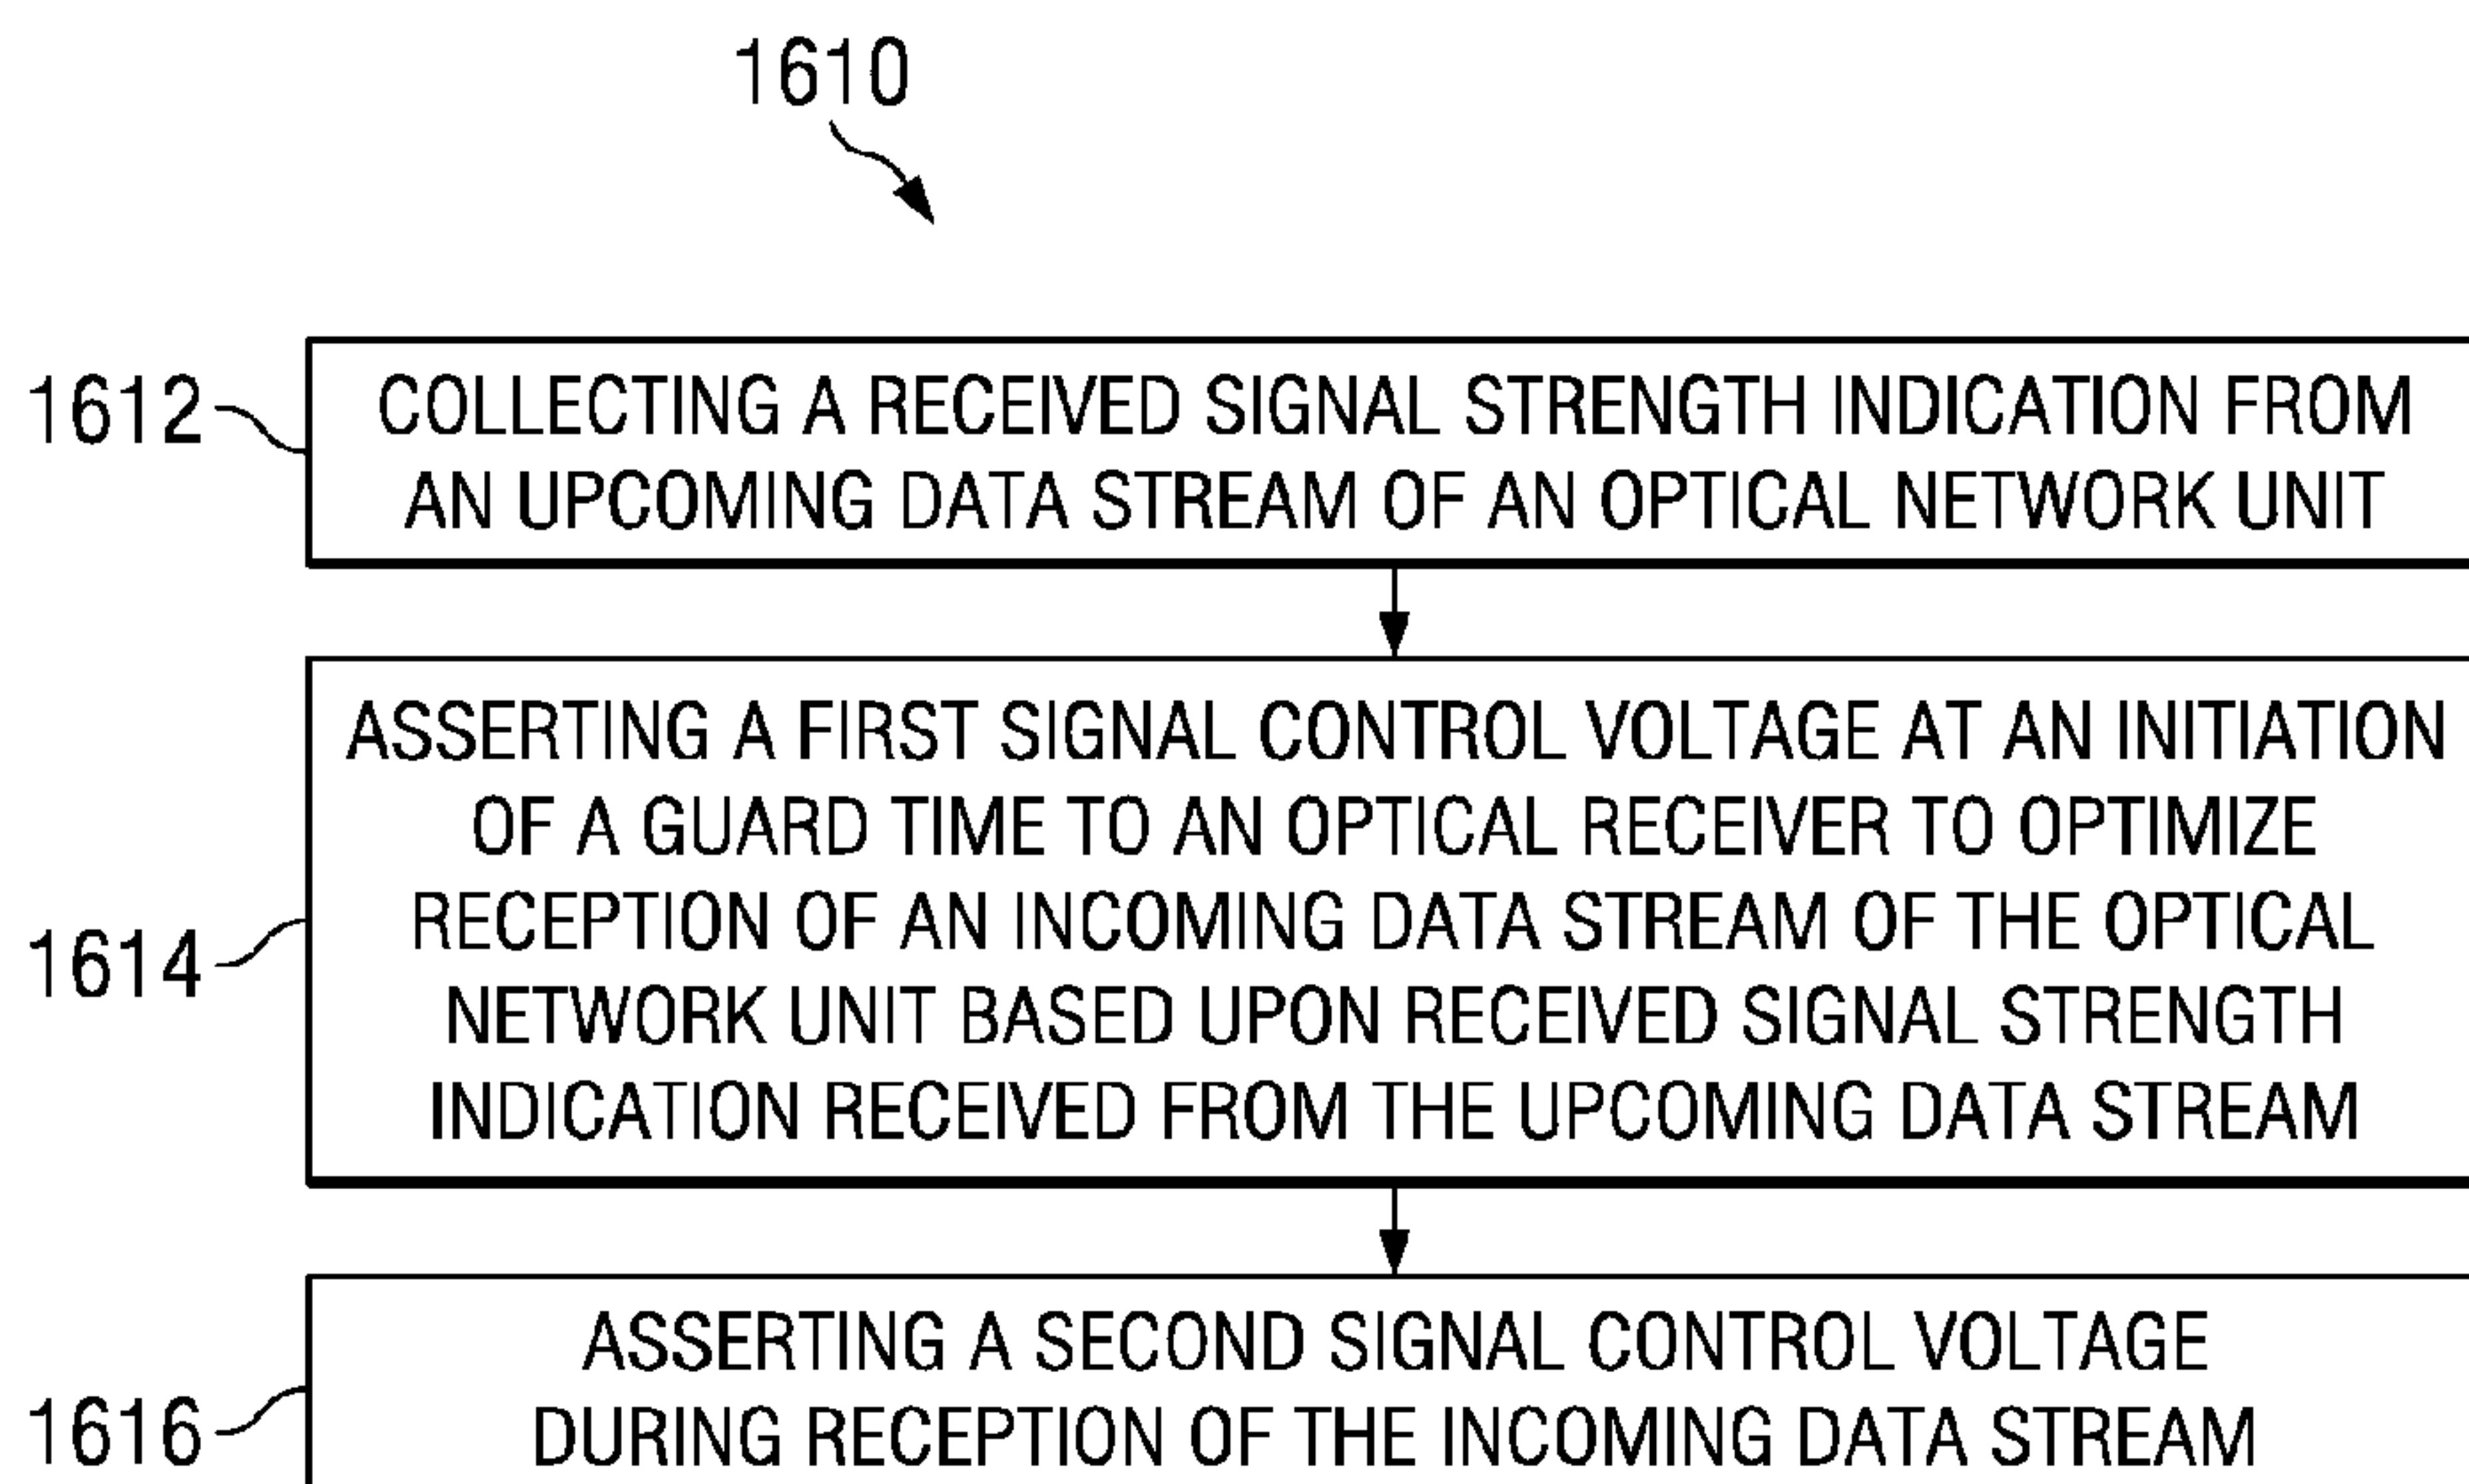 1610
1612
COLLECTING A RECEIVED SIGNAL STRENGTH INDICATION FROM
AN UPCOMING DATA STREAM OF AN OPTICAL NETWORK UNIT
1614
ASSERTING A FIRST SIGNAL CONTROL VOLTAGE AT AN INITIATION
OF A GUARD TIME TO AN OPTICAL RECEIVER TO OPTIMIZE
RECEPTION OF AN INCOMING DATA STREAM OF THE OPTICAL
NETWORK UNIT BASED UPON RECEIVED SIGNAL STRENGTH
INDICATION RECEIVED FROM THE UPCOMING DATA STREAM
1616
ASSERTING A SECOND SIGNAL CONTROL VOLTAGE
DURING RECEPTION OF THE INCOMING DATA STREAM